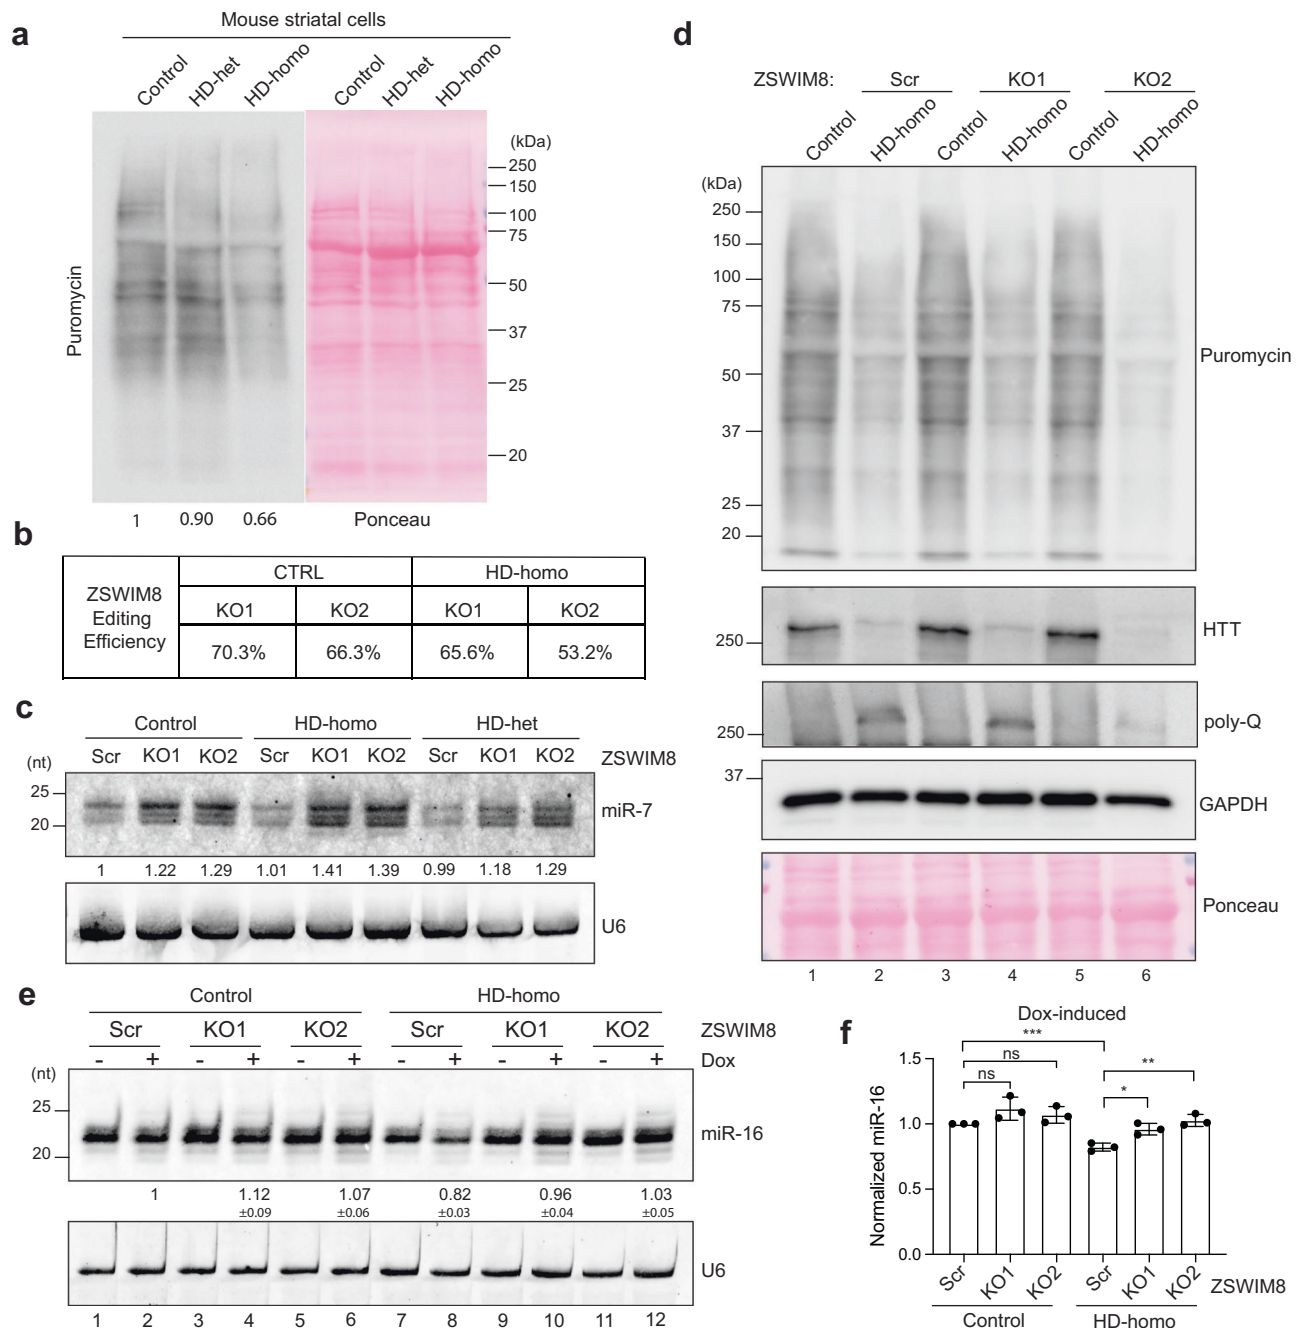 a
Mouse striatal cells
Control
HD-het
HD-homo
Control
HD-het
HD-homo
(kDa)
250
150
100
75
50
37
25
20
Puromycin
1 0.90 0.66
Ponceau
b
ZSWIM8 Editing Efficiency
CTRL HD-homo
KO1 KO2 KO1 KO2
70.3% 66.3% 65.6% 53.2%
c
Control HD-homo HD-het
(nt) Scr KO1 KO2 Scr KO1 KO2 Scr KO1 KO2 ZSWIM8
25
20
miR-7
1 1.22 1.29 1.01 1.41 1.39 0.99 1.18 1.29
U6
d
ZSWIM8: Scr KO1 KO2
Control
HD-homo
Control
HD-homo
Control
HD-homo
(kDa)
250
150
100
75
50
37
25
20
Puromycin
250
HTT
250
poly-Q
37
GAPDH
Ponceau
1 2 3 4 5 6
e
Control HD-homo
Scr KO1 KO2 Scr KO1 KO2 ZSWIM8
- + - + - + - + - + - + Dox
(nt)
25
20
miR-16
1 1.12 1.07 0.82 0.96 1.03
±0.09 ±0.06 ±0.03 ±0.04 ±0.05
U6
1 2 3 4 5 6 7 8 9 10 11 12
f
Dox-induced
***
ns
**
ns
*
Normalized miR-16
1.5
1.0
0.5
0.0
Scr KO1 KO2 Scr KO1 KO2 ZSWIM8
Control HD-homo